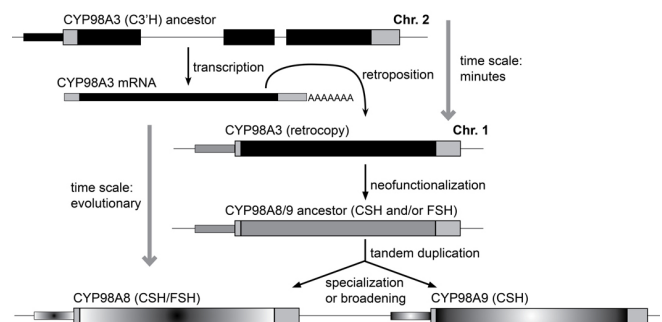 CYP98A3 (C3'H) ancestor
Chr. 2
transcription
retroposition
time scale:
minutes
CYP98A3 mRNA
AAAAAAA
CYP98A3 (retrocopy)
Chr. 1
time scale:
evolutionary
neofunctionalization
CYP98A8/9 ancestor (CSH and/or FSH)
tandem duplication
specialization
or broadening
CYP98A8 (CSH/FSH)
CYP98A9 (CSH)